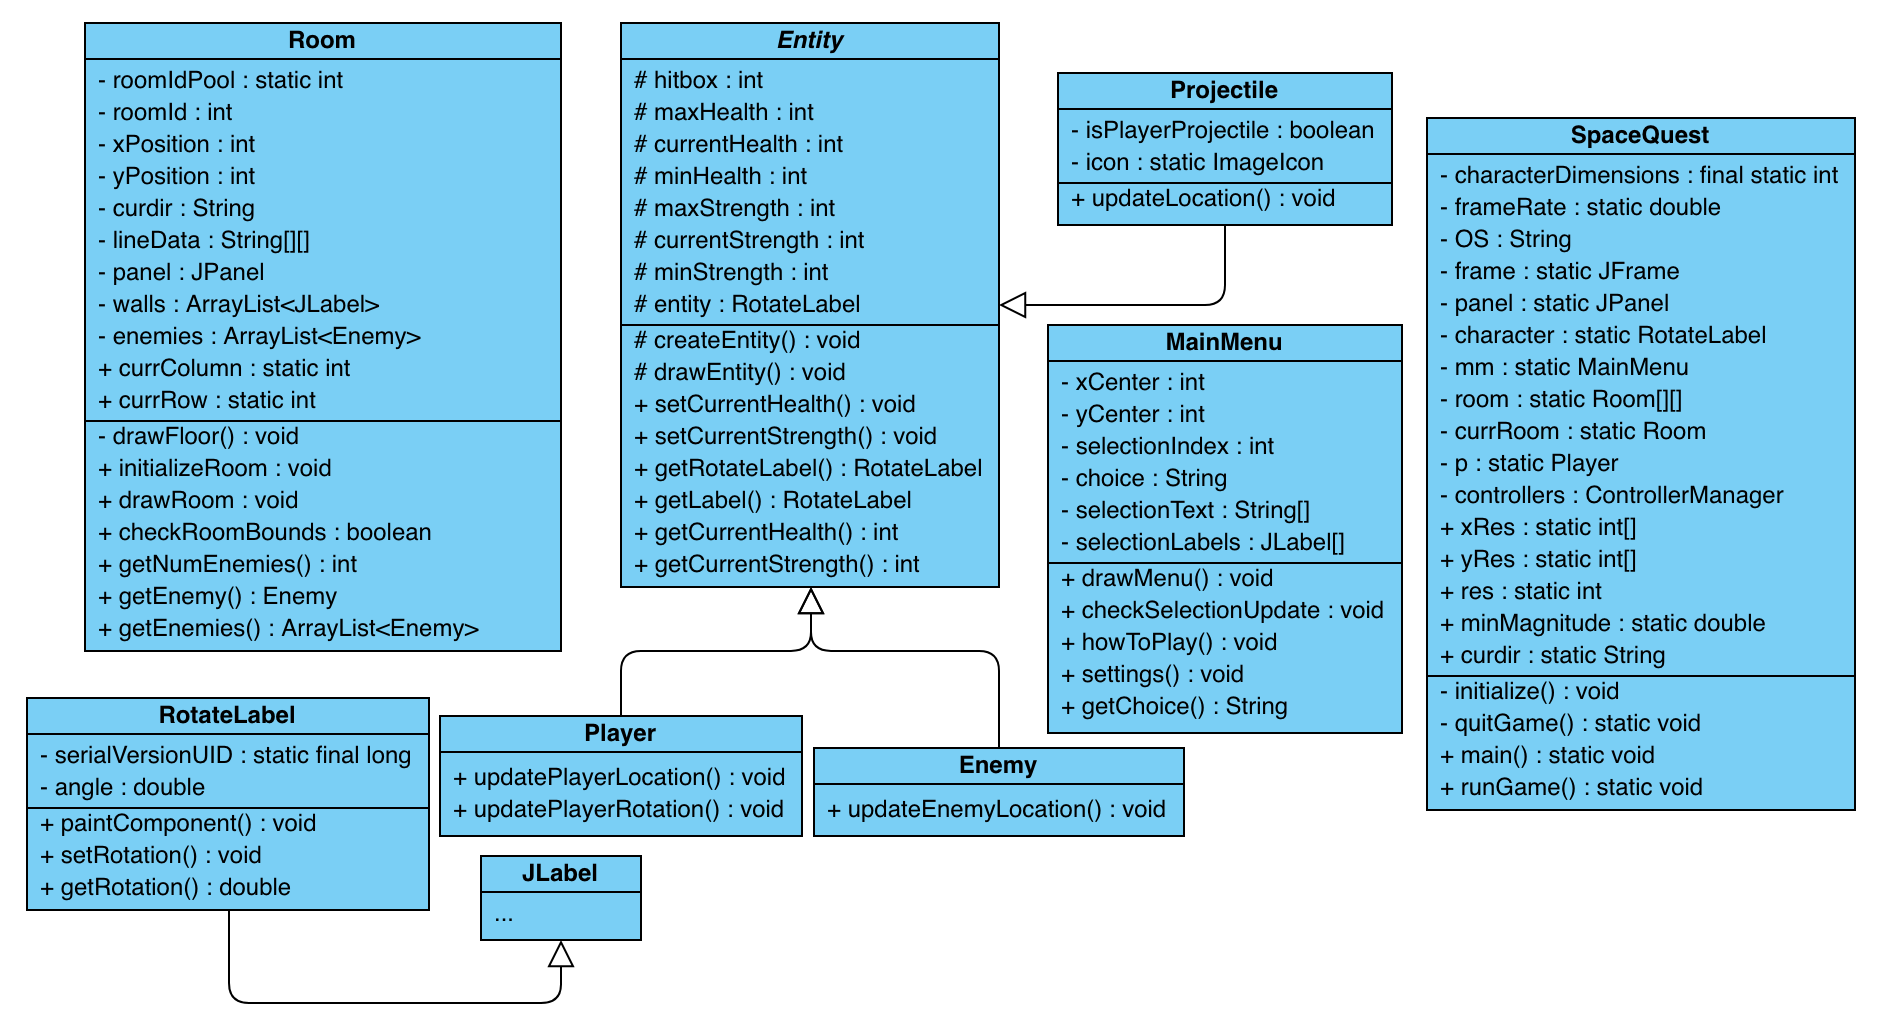 Room
- roomIdPool : static int
- roomId : int
- xPosition : int
- yPosition : int
- curdir : String
- lineData : String[][]
- panel : JPanel
- walls : ArrayList<JLabel>
- enemies : ArrayList<Enemy>
+ currColumn : static int
+ currRow : static int
- drawFloor() : void
+ initializeRoom : void
+ drawRoom : void
+ checkRoomBounds : boolean
+ getNumEnemies() : int
+ getEnemy() : Enemy
+ getEnemies() : ArrayList<Enemy>
Entity
# hitbox : int
# maxHealth : int
# currentHealth : int
# minHealth : int
# maxStrength : int
# currentStrength : int
# minStrength : int
# entity : RotateLabel
# createEntity() : void
# drawEntity() : void
+ setCurrentHealth() : void
+ setCurrentStrength() : void
+ getRotateLabel() : RotateLabel
+ getLabel() : RotateLabel
+ getCurrentHealth() : int
+ getCurrentStrength() : int
Projectile
- isPlayerProjectile : boolean
- icon : static ImageIcon
+ updateLocation() : void
MainMenu
- xCenter : int
- yCenter : int
- selectionIndex : int
- choice : String
- selectionText : String[]
- selectionLabels : JLabel[]
+ drawMenu() : void
+ checkSelectionUpdate : void
+ howToPlay() : void
+ settings() : void
+ getChoice() : String
SpaceQuest
- characterDimensions : final static int
- frameRate : static double
- OS : String
- frame : static JFrame
- panel : static JPanel
- character : static RotateLabel
- mm : static MainMenu
- room : static Room[][]
- currRoom : static Room
- p : static Player
- controllers : ControllerManager
+ xRes : static int[]
+ yRes : static int[]
+ res : static int
+ minMagnitude : static double
+ curdir : static String
- initialize() : void
- quitGame() : static void
+ main() : static void
+ runGame() : static void
RotateLabel
- serialVersionUID : static final long
- angle : double
+ paintComponent() : void
+ setRotation() : void
+ getRotation() : double
Player
+ updatePlayerLocation() : void
+ updatePlayerRotation() : void
Enemy
+ updateEnemyLocation() : void
JLabel
...